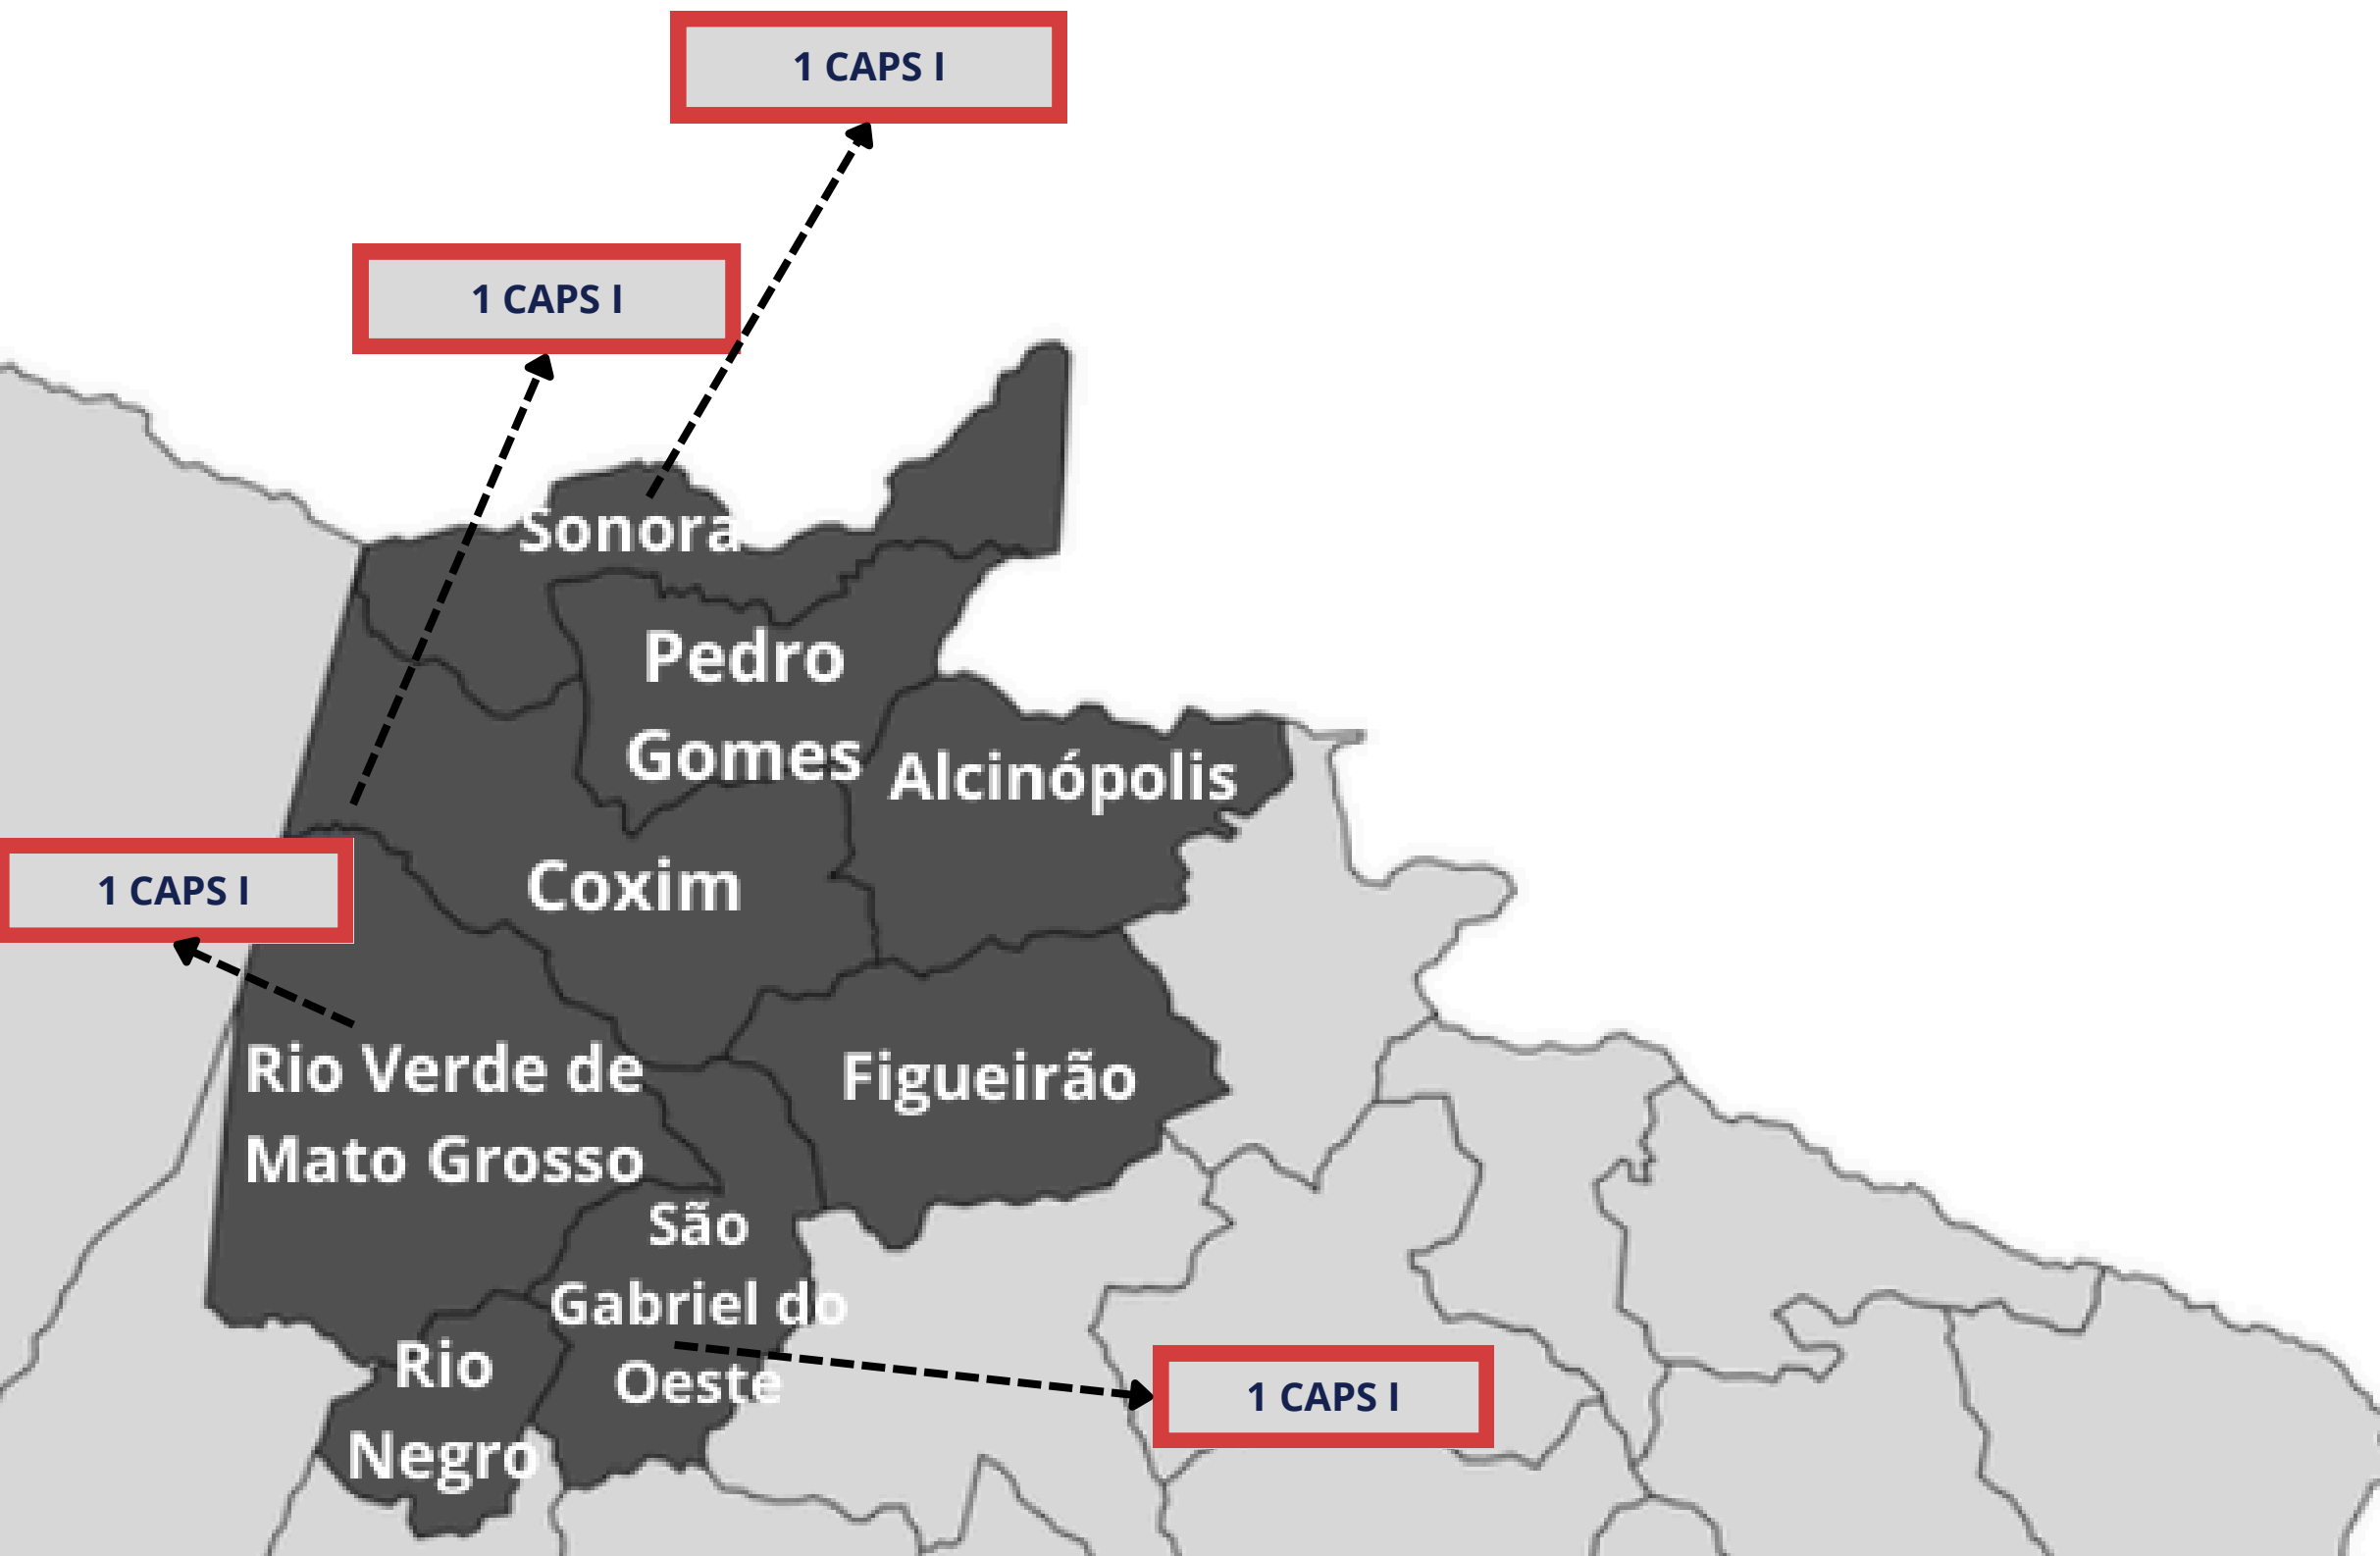 1 CAPS I
1 CAPS I
Sonora
Pedro
Gomes
Alcinópolis
Coxim
1 CAPS I
Rio Verde de
Mato Grosso
Figueirão
São
Gabriel do
Oeste
Rio
Negro
1 CAPS I